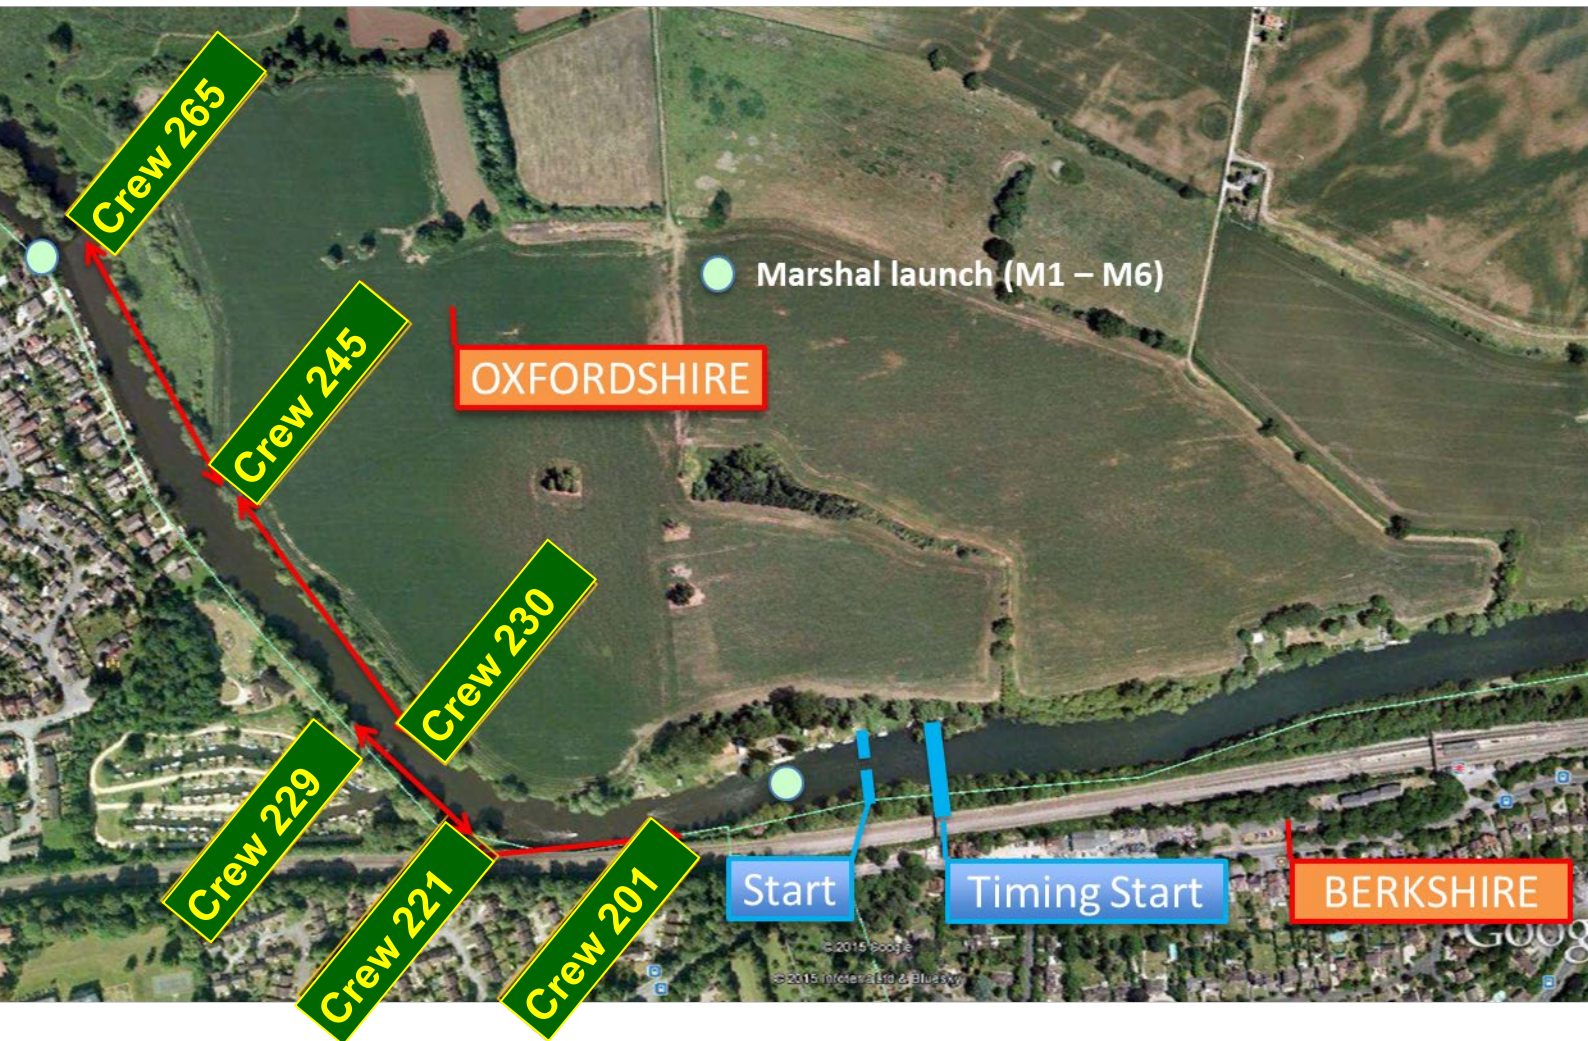 Crew 265
Marshal launch (M1 – M6)
Crew 245
OXFORDSHIRE
Crew 230
Crew 229
Crew 221
Crew 201
Start
Timing Start
BERKSHIRE
Goog
© 2015 Google
© 2015 Infoterra Ltd & Bluesky